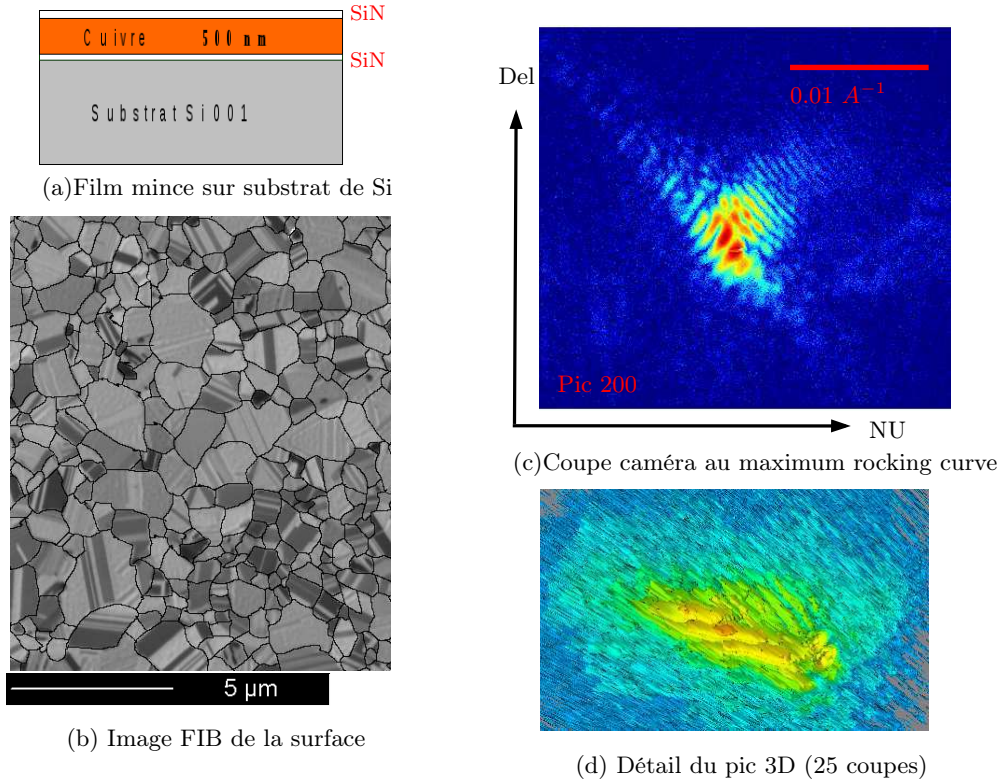 SiN
Cuivre 500 nm
SiN
Substrat Si001
(a)Film mince sur substrat de Si
5 µm
(b) Image FIB de la surface
Del
0.01 A⁻¹
Pic 200
NU
(c)Coupe caméra au maximum rocking curve
(d) Détail du pic 3D (25 coupes)